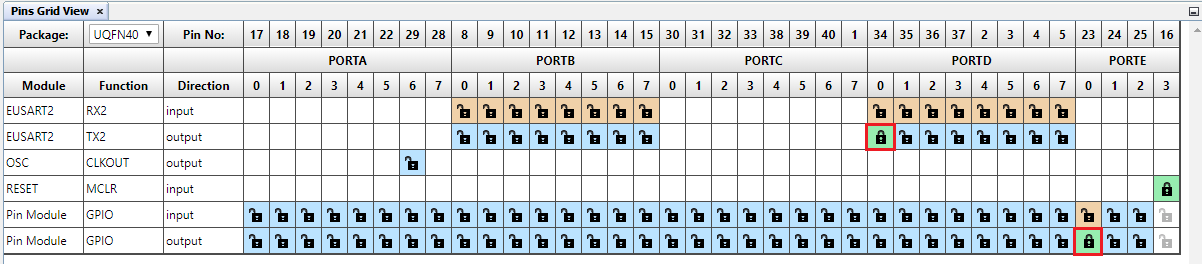 Pins Grid View ×
Package: UQFN40 Pin No: 17 18 19 20 21 22 29 28 8 9 10 11 12 13 14 15 30 31 32 33 38 39 40 1 34 35 36 37 2 3 4 5 23 24 25 16
PORTA PORTB PORTC PORTD PORTE
Module Function Direction 0 1 2 3 4 5 6 7 0 1 2 3 4 5 6 7 0 1 2 3 4 5 6 7 0 1 2 3 4 5 6 7 0 1 2 3
EUSART2 RX2 input
EUSART2 TX2 output
OSC CLKOUT output
RESET MCLR input
Pin Module GPIO input
Pin Module GPIO output